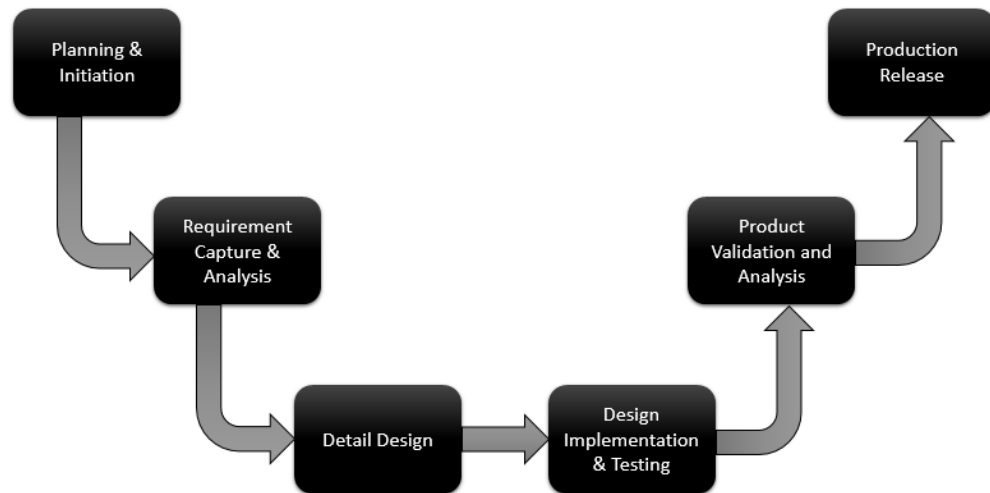 Planning &
Initiation
Requirement
Capture &
Analysis
Detail Design
Design
Implementation
& Testing
Product
Validation and
Analysis
Production
Release